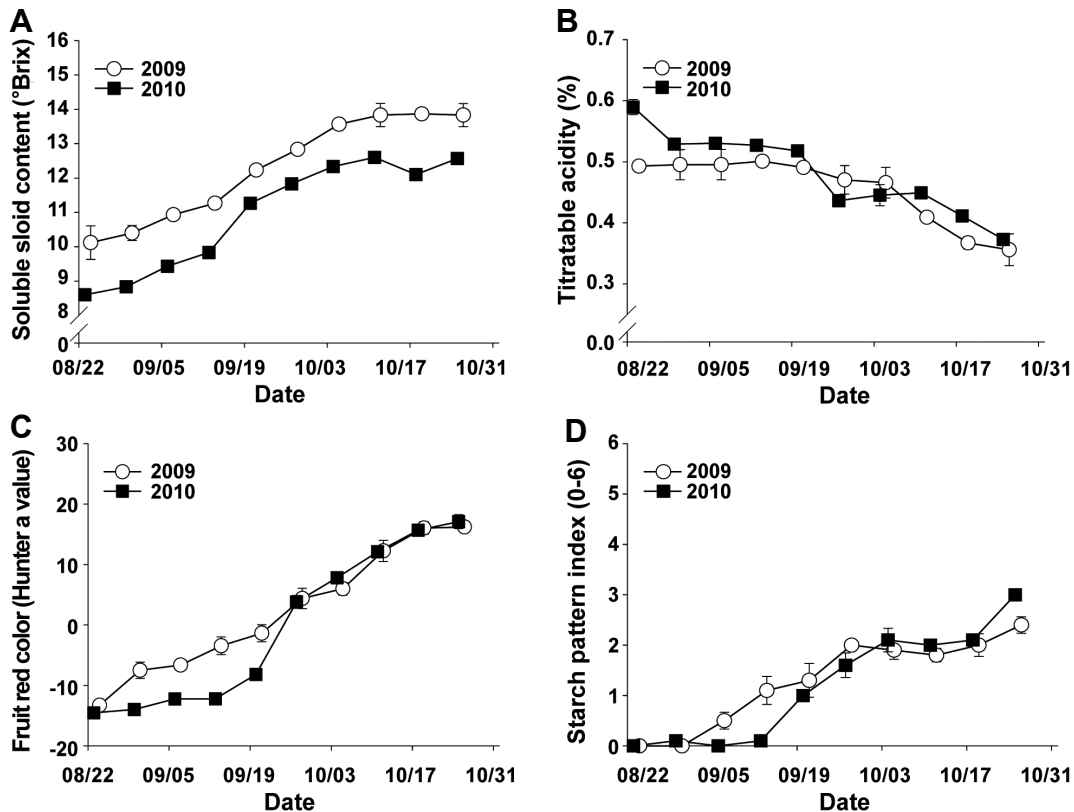 A
Soluble sloid content (°Brix)
16
15
14
13
12
11
10
9
8
0
2009
2010
08/22 09/05 09/19 10/03 10/17 10/31
Date
B
Titratable acidity (%)
0.7
0.6
0.5
0.4
0.3
0.0
2009
2010
08/22 09/05 09/19 10/03 10/17 10/31
Date
C
Fruit red color (Hunter a value)
30
20
10
0
-10
-20
2009
2010
08/22 09/05 09/19 10/03 10/17 10/31
Date
D
Starch pattern index (0-6)
6
5
4
3
2
1
0
2009
2010
08/22 09/05 09/19 10/03 10/17 10/31
Date